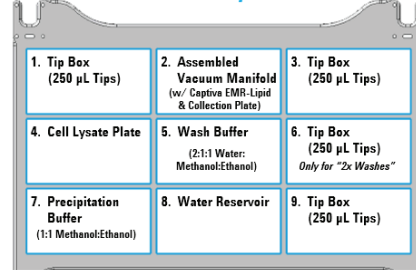 1. Tip Box
(250 µL Tips)
2. Assembled
Vacuum Manifold
(w/ Captiva EMR-Lipid
& Collection Plate)
3. Tip Box
(250 µL Tips)
4. Cell Lysate Plate
5. Wash Buffer
(2:1:1 Water:
Methanol:Ethanol)
6. Tip Box
(250 µL Tips)
Only for "2x Washes"
7. Precipitation
Buffer
(1:1 Methanol:Ethanol)
8. Water Reservoir
9. Tip Box
(250 µL Tips)